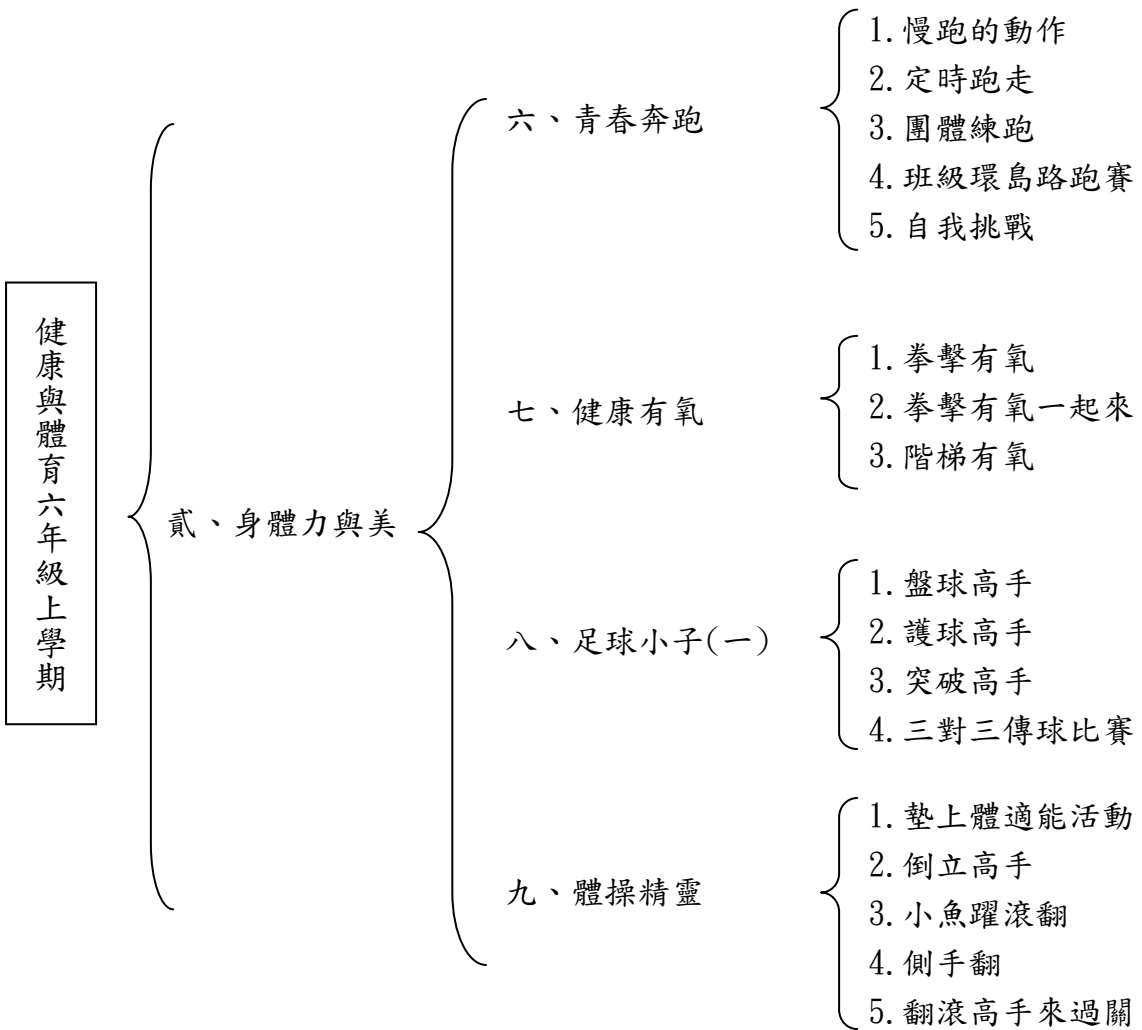 健康與體育六年級上學期
貳、身體力與美
六、青春奔跑
1.慢跑的動作
2.定時跑走
3.團體練跑
4.班級環島路跑賽
5.自我挑戰
七、健康有氧
1.拳擊有氧
2.拳擊有氧一起來
3.階梯有氧
八、足球小子(一)
1.盤球高手
2.護球高手
3.突破高手
4.三對三傳球比賽
九、體操精靈
1.墊上體適能活動
2.倒立高手
3.小魚躍滾翻
4.側手翻
5.翻滾高手來過關